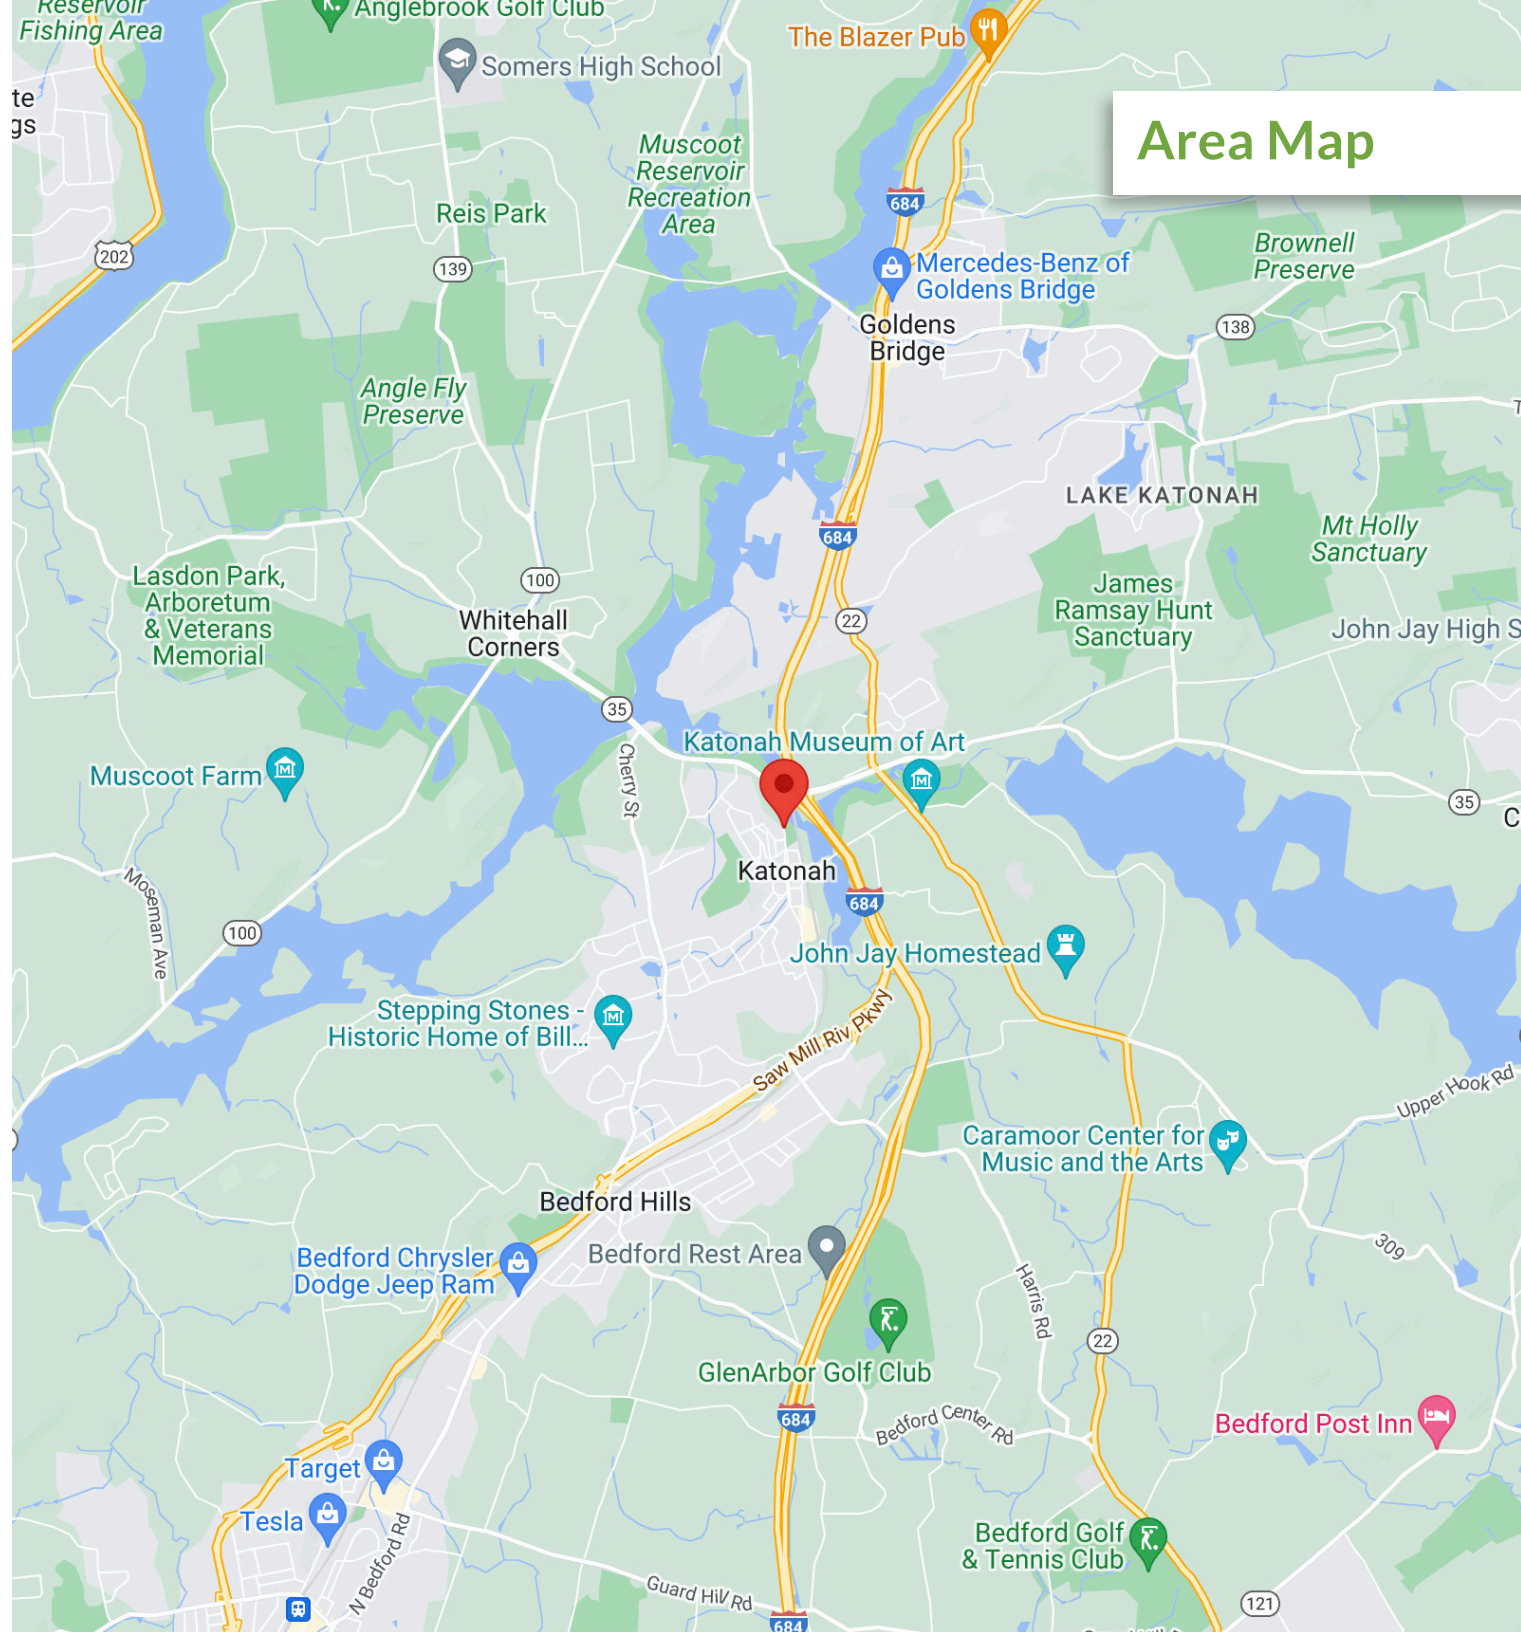 Reservoir
Fishing Area
Anglebrook Golf Club
Somers High School
The Blazer Pub
Area Map
te
gs
Muscoot
Reservoir
Recreation
Area
684
Reis Park
202
139
Brownell
Preserve
Mercedes-Benz of
Goldens Bridge
Goldens
Bridge
138
Angle Fly
Preserve
LAKE KATONAH
684
Mt Holly
Sanctuary
Lasdon Park,
Arboretum
& Veterans
Memorial
100
James
Ramsay Hunt
Sanctuary
Whitehall
Corners
22
John Jay High S
35
Katonah Museum of Art
Cherry St
Muscoot Farm
35
C
Katonah
Moseman Ave
684
100
John Jay Homestead
Stepping Stones -
Historic Home of Bill...
Saw Mill Riv Pkwy
Upper Hook Rd
Caramoor Center for
Music and the Arts
Bedford Hills
309
Bedford Rest Area
Bedford Chrysler
Dodge Jeep Ram
Harris Rd
22
GlenArbor Golf Club
684
Bedford Center Rd
Bedford Post Inn
Target
Tesla
N Bedford Rd
Bedford Golf
& Tennis Club
Guard Hill Rd
121
684